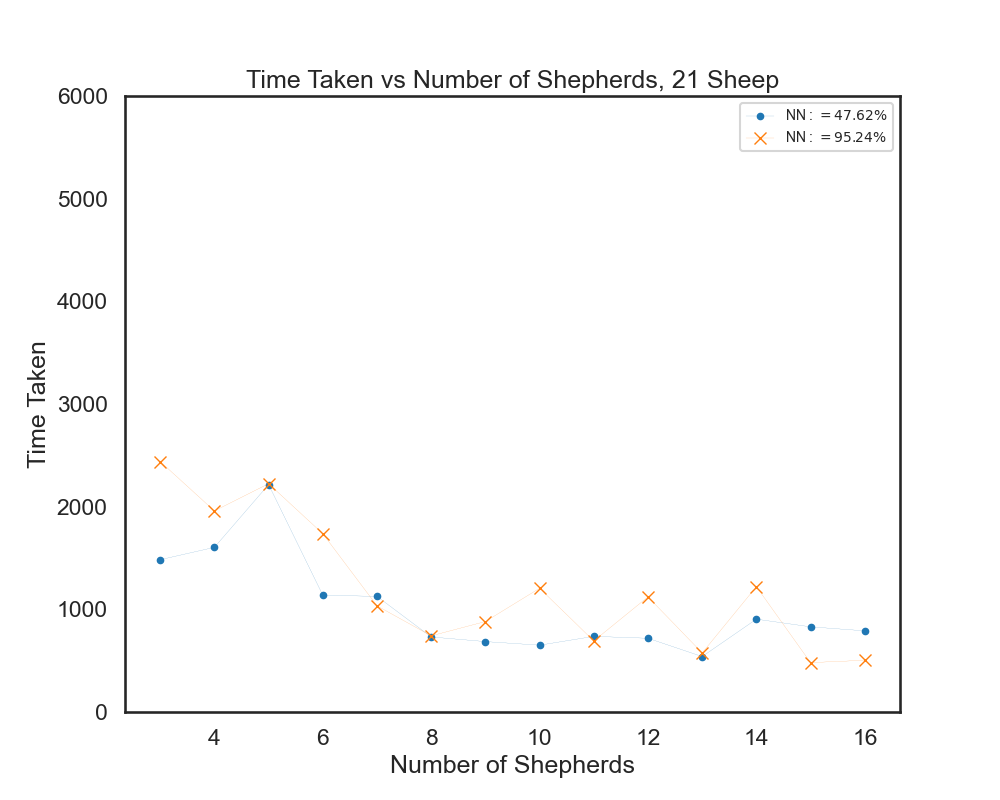 Time Taken vs Number of Shepherds, 21 Sheep
6000
5000
4000
3000
2000
1000
0
Time Taken
NN: =47.62%
NN: =95.24%
4 6 8 10 12 14 16
Number of Shepherds